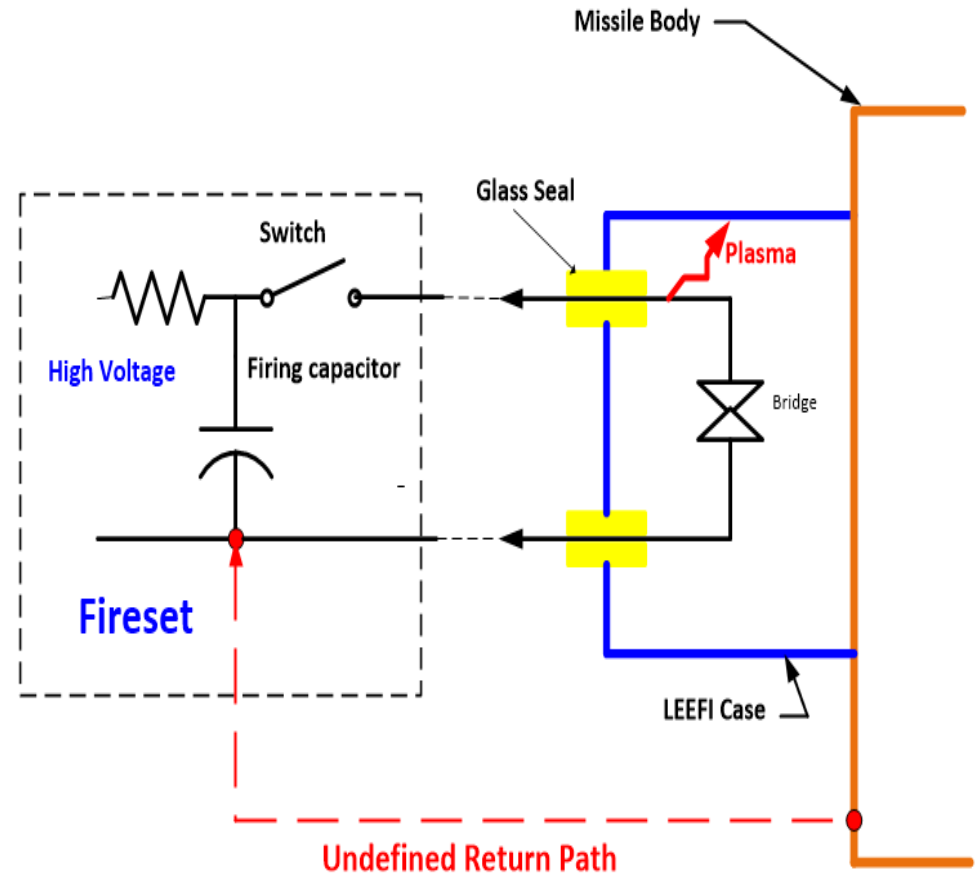 Missile Body
Glass Seal
Switch
Plasma
High Voltage
Firing capacitor
Bridge
-
Fireset
LEEFI Case
Undefined Return Path